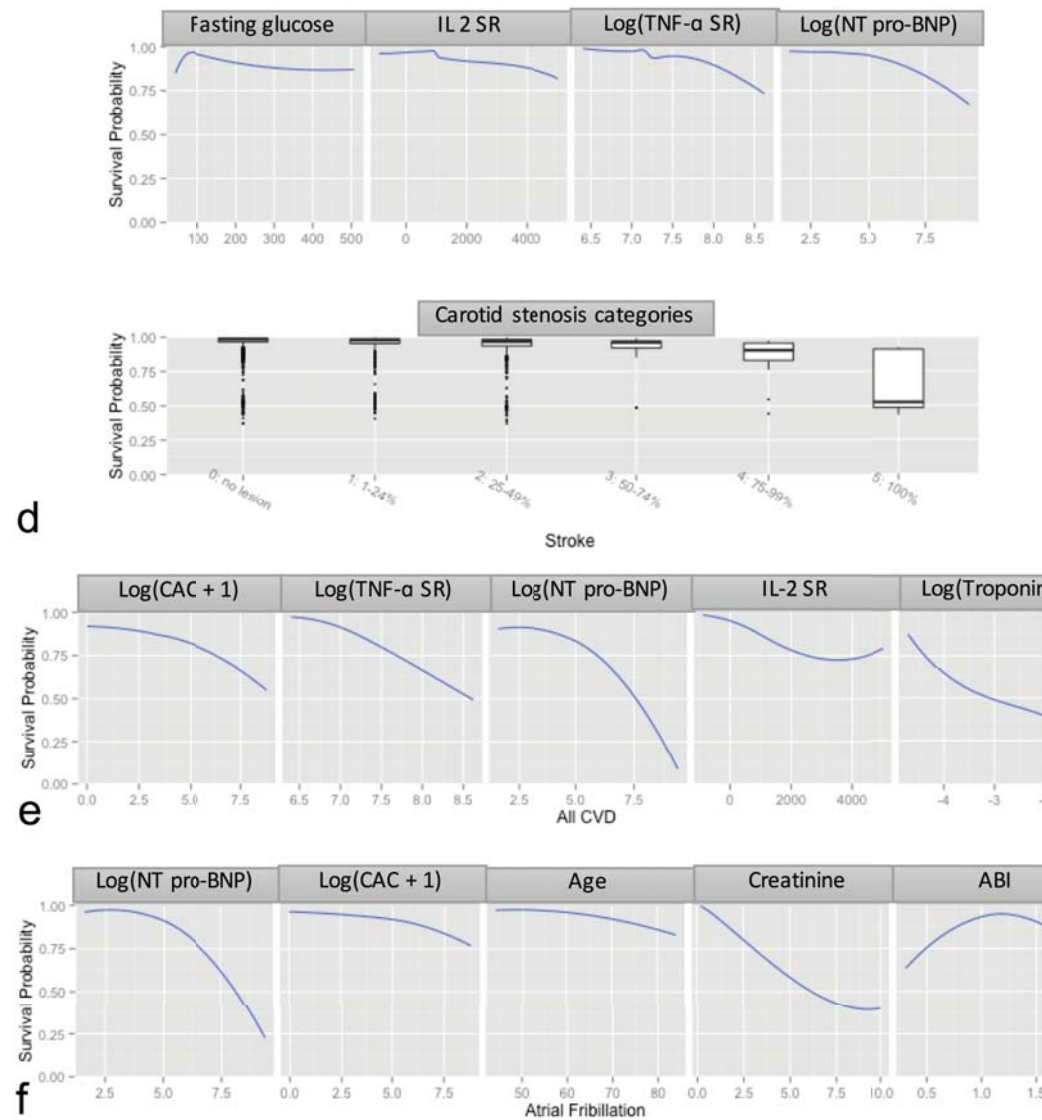 Fasting glucose IL 2 SR Log(TNF-α SR) Log(NT pro-BNP)
Survival Probability
1.00
0.75
0.50
0.25
0.00
100 200 300 400 500 0 2000 4000 6.5 7.0 7.5 8.0 8.5 2.5 5.0 7.5
Carotid stenosis categories
Survival Probability
1.00
0.75
0.50
0.25
0.00
0: no lesion 1: 1-24% 2: 25-49% 3: 50-74% 4: 75-99% 5: 100%
d
Stroke
Log(CAC + 1) Log(TNF-α SR) Log(NT pro-BNP) IL-2 SR Log(Troponin
Survival Probability
1.00
0.75
0.50
0.25
0.00
0.0 2.5 5.0 7.5 6.5 7.0 7.5 8.0 8.5 2.5 5.0 7.5 0 2000 4000 -4 -3
e
All CVD
Log(NT pro-BNP) Log(CAC + 1) Age Creatinine ABI
Survival Probability
1.00
0.75
0.50
0.25
0.00
2.5 5.0 7.5 0.0 2.5 5.0 7.5 50 60 70 80 0.0 2.5 5.0 7.5 10.0 0.5 1.0 1.5
f
Atrial Fribillation